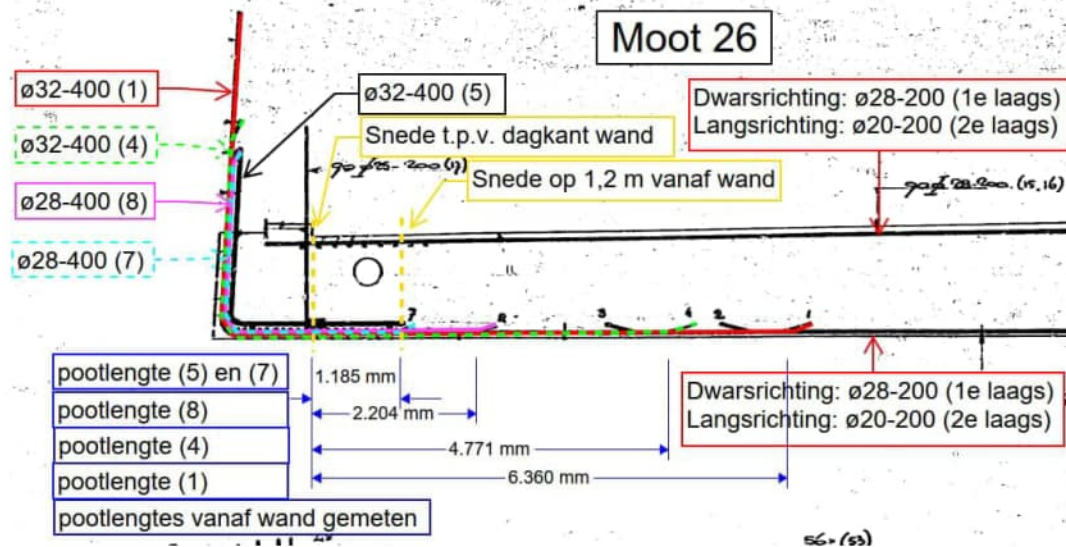 Moot 26
ø32-400 (1)
ø32-400 (5)
Dwarsrichting: ø28-200 (1e laags)
Langsrichting: ø20-200 (2e laags)
ø32-400 (4)
Snede t.p.v. dagkant wand
ø28-400 (8)
Snede op 1,2 m vanaf wand
ø28-400 (7)
7
3
4
2
1
pootlengte (5) en (7)
1.185 mm
Dwarsrichting: ø28-200 (1e laags)
Langsrichting: ø20-200 (2e laags)
pootlengte (8)
2.204 mm
pootlengte (4)
4.771 mm
pootlengte (1)
6.360 mm
pootlengtes vanaf wand gemeten